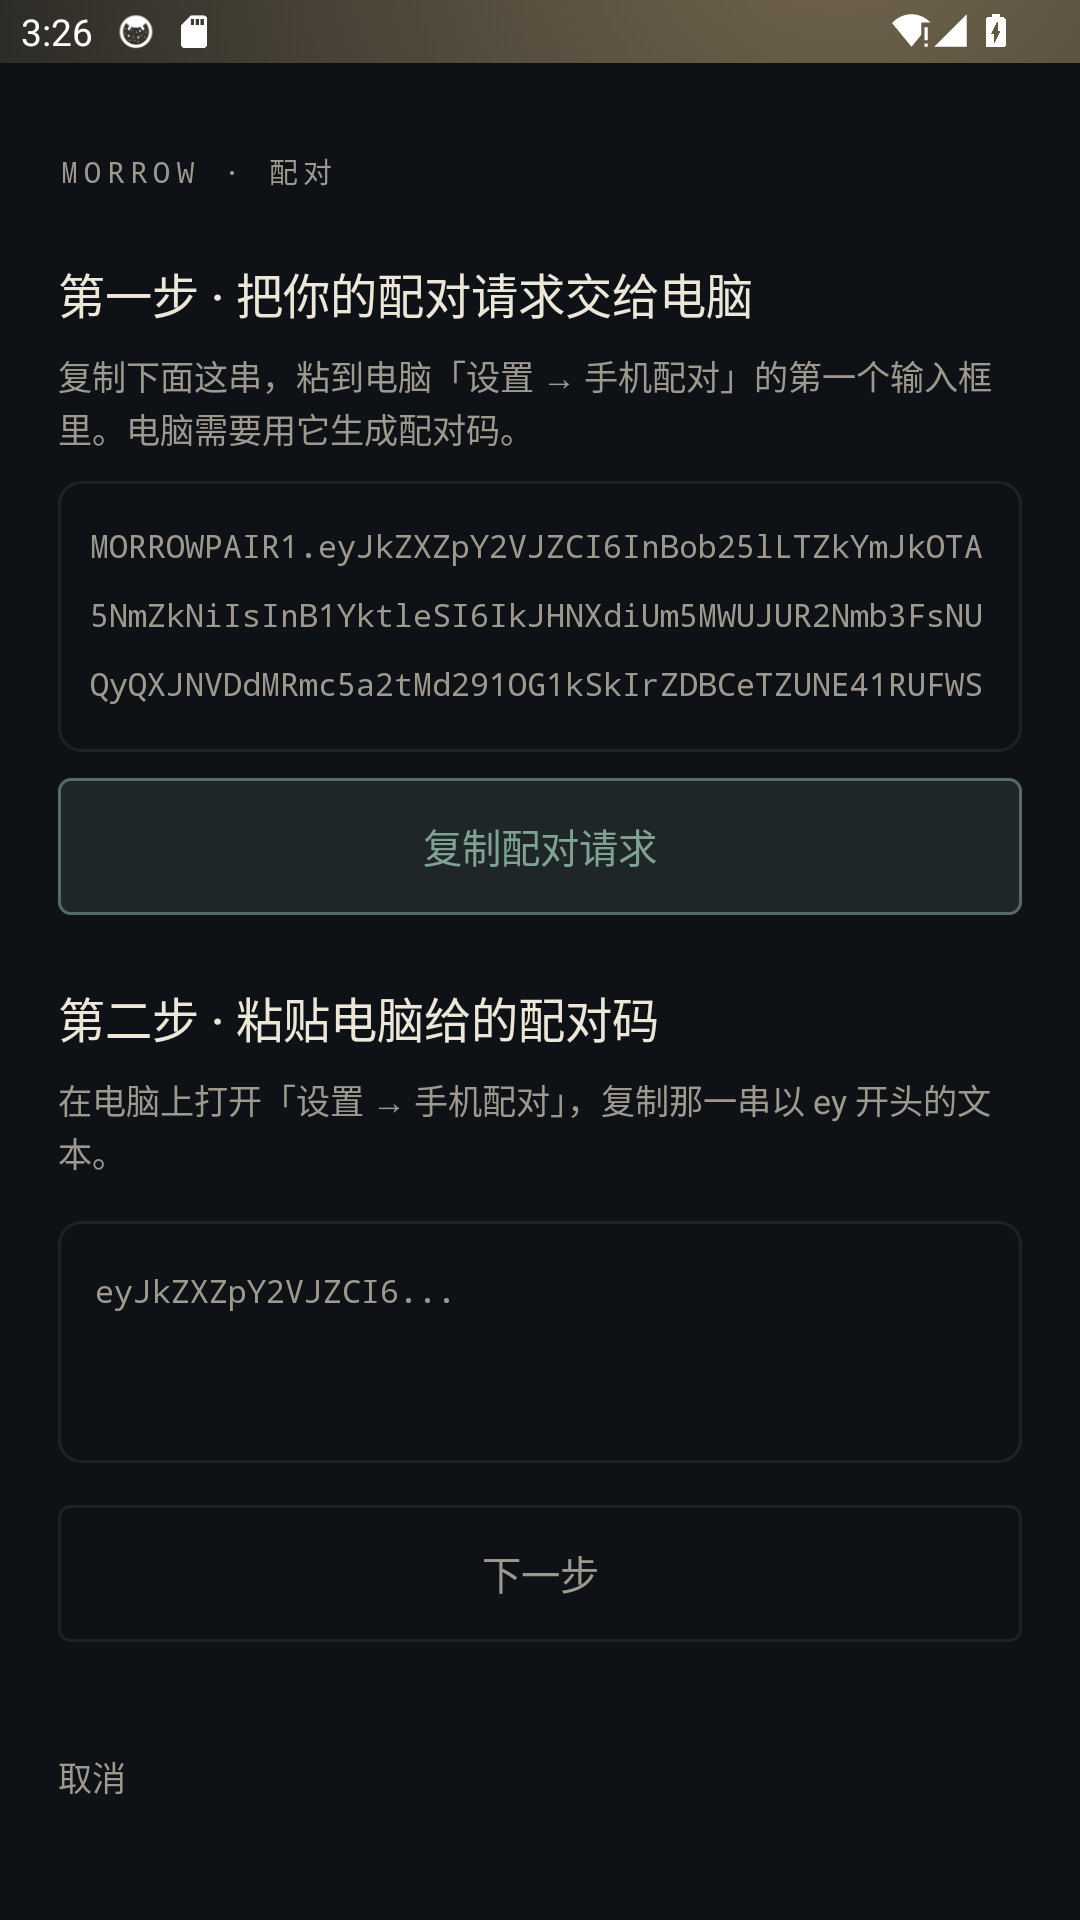 3:26
MORROW · 配对
第一步 · 把你的配对请求交给电脑
复制下面这串，粘到电脑「设置 → 手机配对」的第一个输入框
里。电脑需要用它生成配对码。
MORROWPAIR1.eyJkZXZpY2VJZCI6InBob25lLTZkYmJkOTA
5NmZkNiIsInB1YktleSI6IkJHNXdiUm5MWUJUR2Nmb3FsNU
QyQXJNVDdMRmc5a2tMd291OG1kSkIrZDBCeTZUNE41RUFWS
复制配对请求
第二步 · 粘贴电脑给的配对码
在电脑上打开「设置 → 手机配对」，复制那一串以 ey 开头的文
本。
eyJkZXZpY2VJZCI6...
下一步
取消